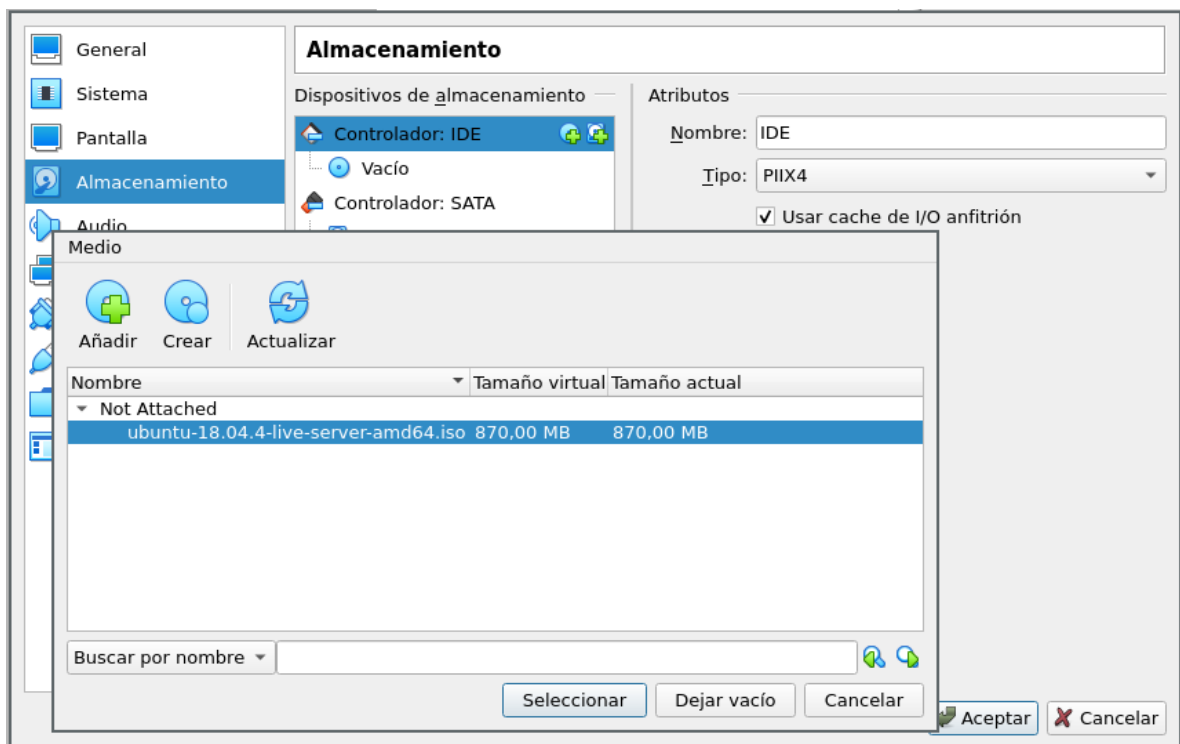 General
Sistema
Pantalla
Almacenamiento
Audio
Almacenamiento
Dispositivos de almacenamiento
Controlador: IDE
Vacío
Controlador: SATA
Atributos
Nombre: IDE
Tipo: PIIX4
Usar cache de I/O anfitrión
Medio
Añadir Crear Actualizar
Nombre Tamaño virtual Tamaño actual
Not Attached
ubuntu-18.04.4-live-server-amd64.iso 870,00 MB 870,00 MB
Buscar por nombre
Seleccionar Dejar vacío Cancelar
Aceptar Cancelar